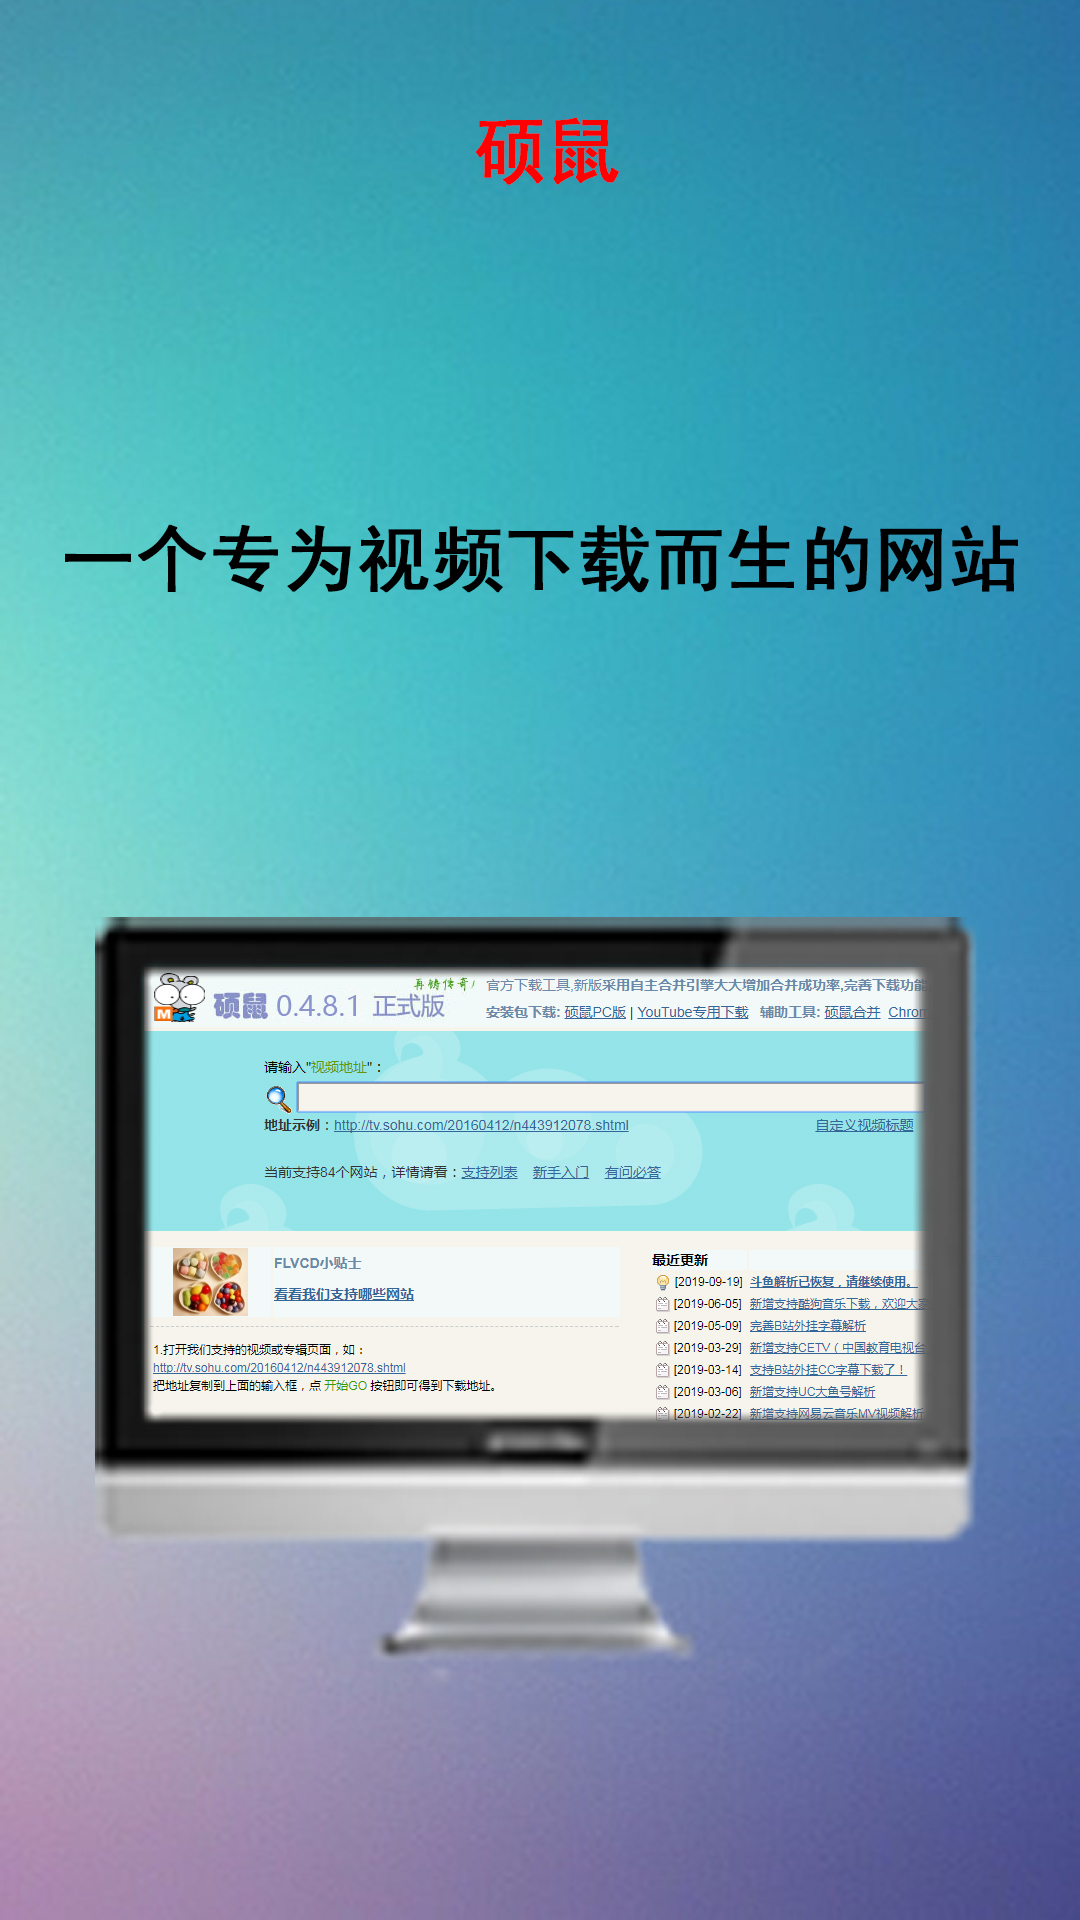 硕鼠
一个专为视频下载而生的网站
再铸传奇!
硕鼠 0.4.8.1 正式版
官方下载工具,新版采用自主合并引擎大大增加合并成功率,完善下载功能
安装包下载: 硕鼠PC版 | YouTube专用下载 辅助工具: 硕鼠合并 Chrom
请输入"视频地址"：
地址示例：http://tv.sohu.com/20160412/n443912078.shtml 自定义视频标题
当前支持84个网站，详情请看：支持列表 新手入门 有问必答
FLVCD小贴士
看看我们支持哪些网站
1.打开我们支持的视频或专辑页面，如：
http://tv.sohu.com/20160412/n443912078.shtml
把地址复制到上面的输入框，点 开始GO 按钮即可得到下载地址。
最近更新
[2019-09-19] 斗鱼解析已恢复，请继续使用。
[2019-06-05] 新增支持酷狗音乐下载，欢迎大家
[2019-05-09] 完善B站外挂字幕解析
[2019-03-29] 新增支持CETV（中国教育电视台
[2019-03-14] 支持B站外挂CC字幕下载了！
[2019-03-06] 新增支持UC大鱼号解析
[2019-02-22] 新增支持网易云音乐MV视频解析